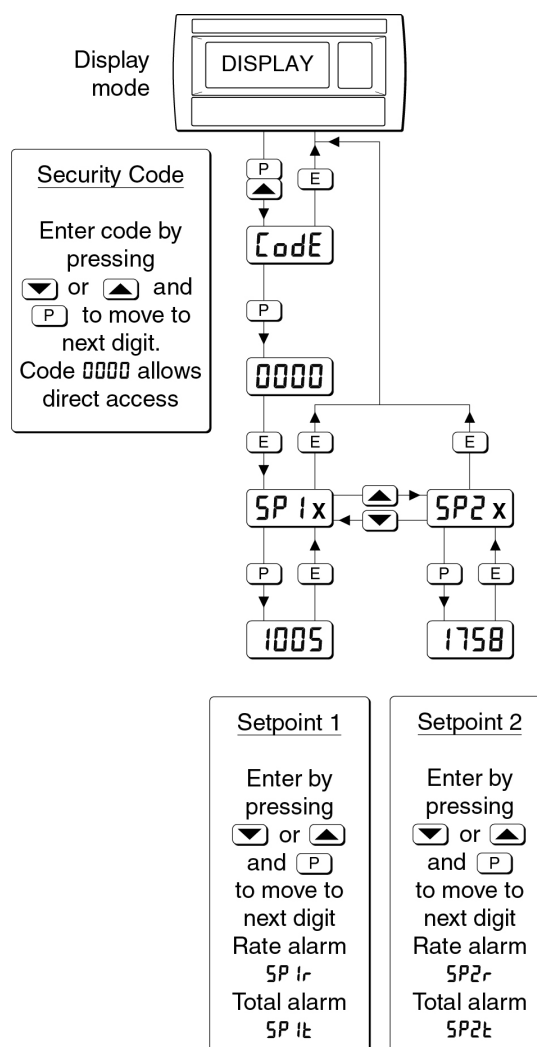 Display
mode
DISPLAY
P
E
Security Code
Enter code by
pressing
▼ or ▲ and
P to move to
next digit.
Code 0000 allows
direct access
CodE
P
0000
E
E
E
SP1x
▲
▼
SP2x
P
E
P
E
1005
1758
Setpoint 1
Enter by
pressing
▼ or ▲
and P
to move to
next digit
Rate alarm
SP1r
Total alarm
SP1t
Setpoint 2
Enter by
pressing
▼ or ▲
and P
to move to
next digit
Rate alarm
SP2r
Total alarm
SP2t